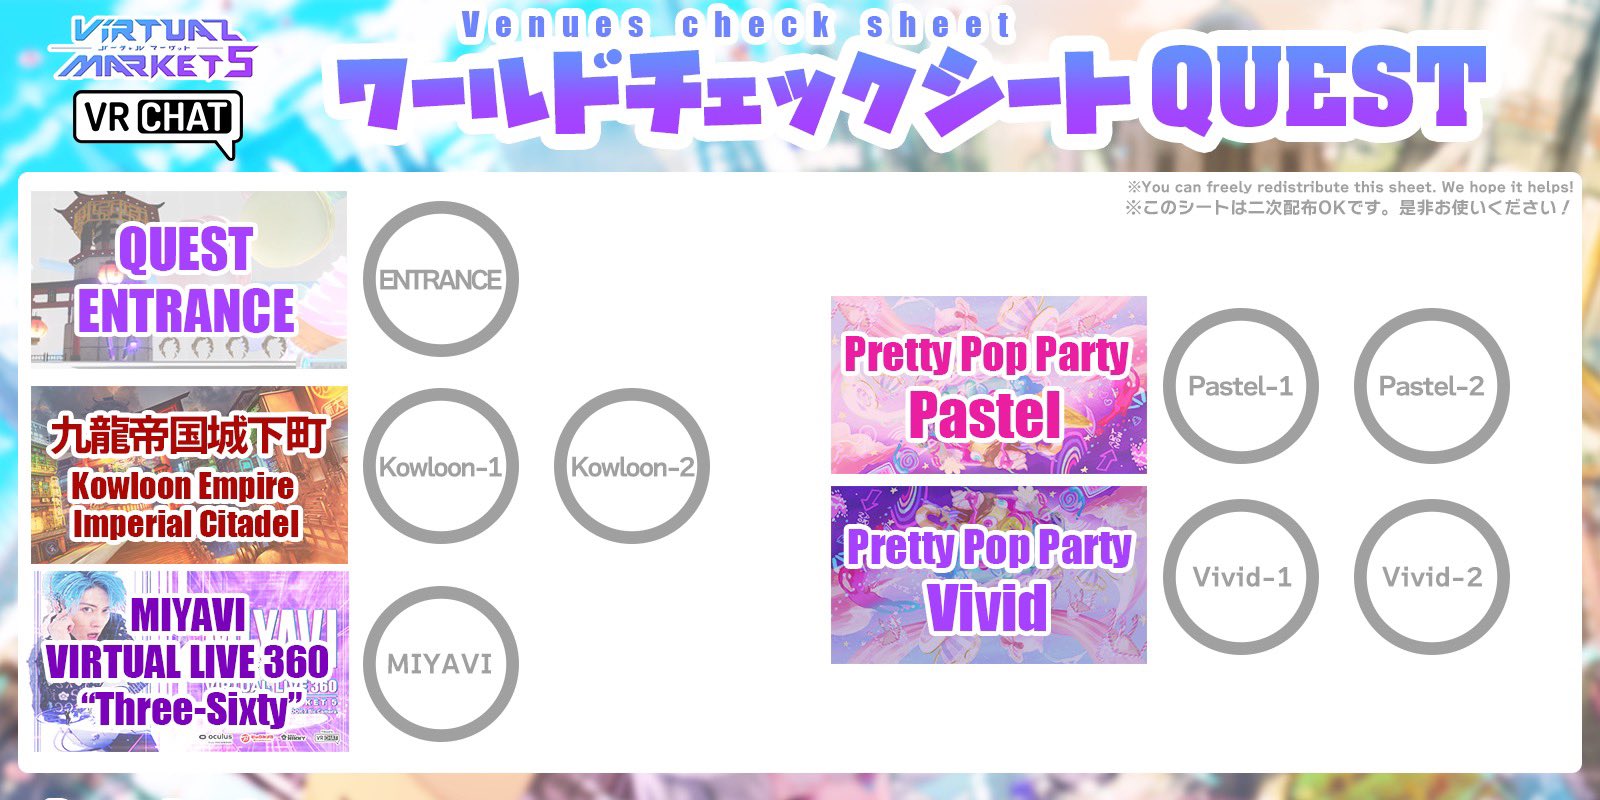 Venues check sheet
VIRTUAL
バーチャル マーケット
MARKET 5
VRCHAT
ワールドチェックシート QUEST
※You can freely redistribute this sheet. We hope it helps!
※このシートは二次配布OKです。是非お使いください！
QUEST
ENTRANCE
ENTRANCE
九龍帝国城下町
Kowloon Empire
Imperial Citadel
Kowloon-1
Kowloon-2
MIYAVI
VIRTUAL LIVE 360
“Three-Sixty”
oculus
VRCHAT
MIYAVI
Pretty Pop Party
Pastel
Pastel-1
Pastel-2
Pretty Pop Party
Vivid
Vivid-1
Vivid-2